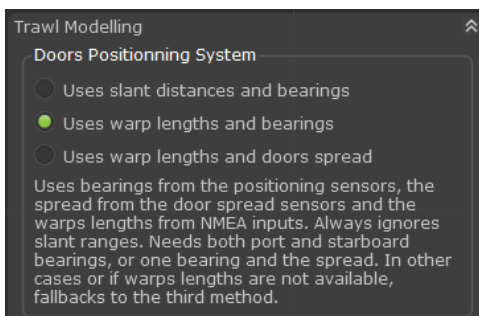 Trawl Modelling
Doors Positionning System
Uses slant distances and bearings
Uses warp lengths and bearings
Uses warp lengths and doors spread
Uses bearings from the positioning sensors, the
spread from the door spread sensors and the
warps lengths from NMEA inputs. Always ignores
slant ranges. Needs both port and starboard
bearings, or one bearing and the spread. In other
cases or if warps lengths are not available,
fallbacks to the third method.